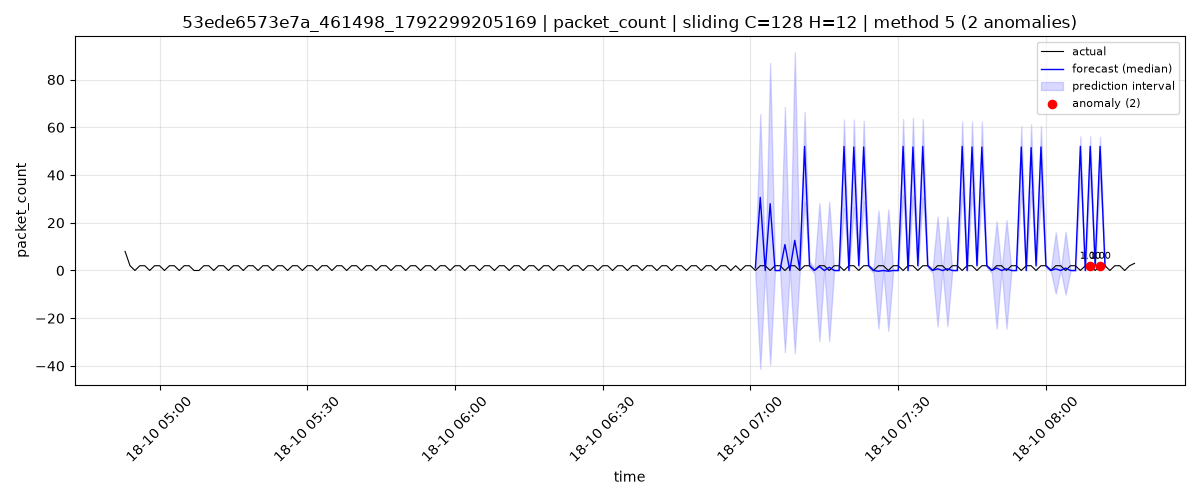 53ede6573e7a_461498_1792299205169 | packet_count | sliding C=128 H=12 | method 5 (2 anomalies)
actual
forecast (median)
prediction interval
anomaly (2)
packet_count
80
60
40
20
0
−20
−40
18-10 05:00
18-10 05:30
18-10 06:00
18-10 06:30
18-10 07:00
18-10 07:30
18-10 08:00
time